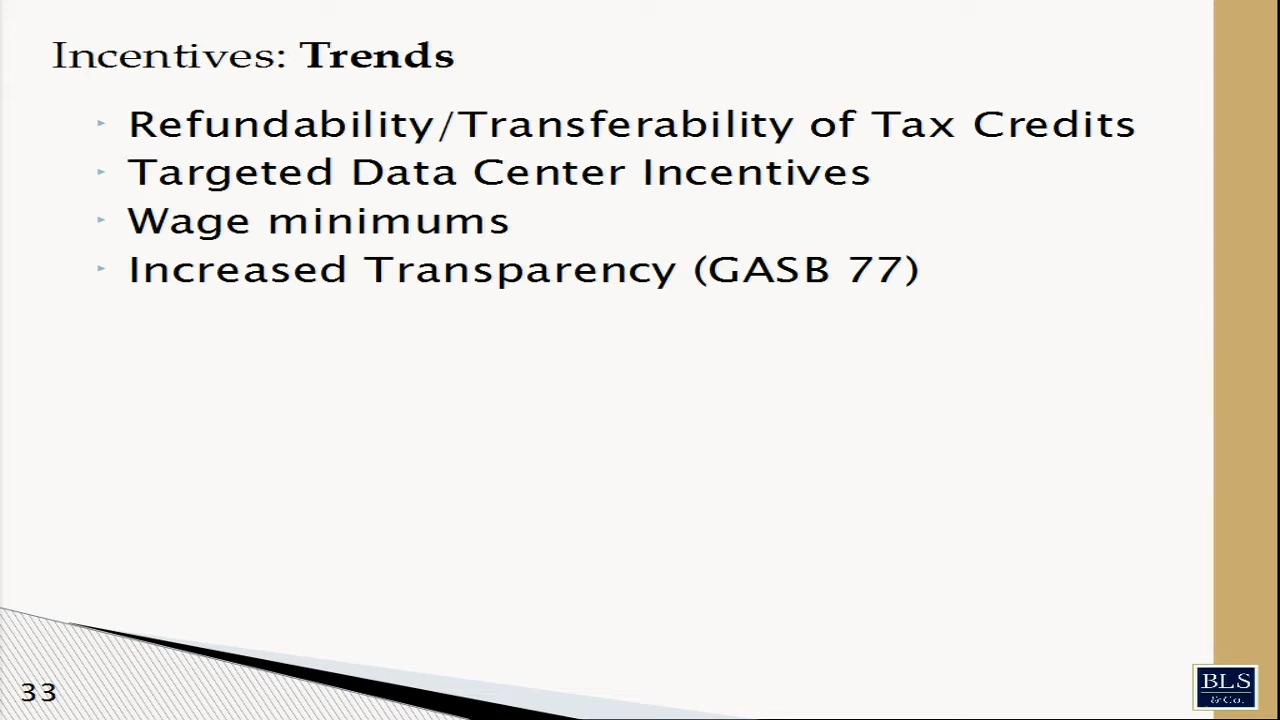 Incentives: Trends
Refundability/Transferability of Tax Credits
Targeted Data Center Incentives
Wage minimums
Increased Transparency (GASB 77)
33
BLS
& Co.